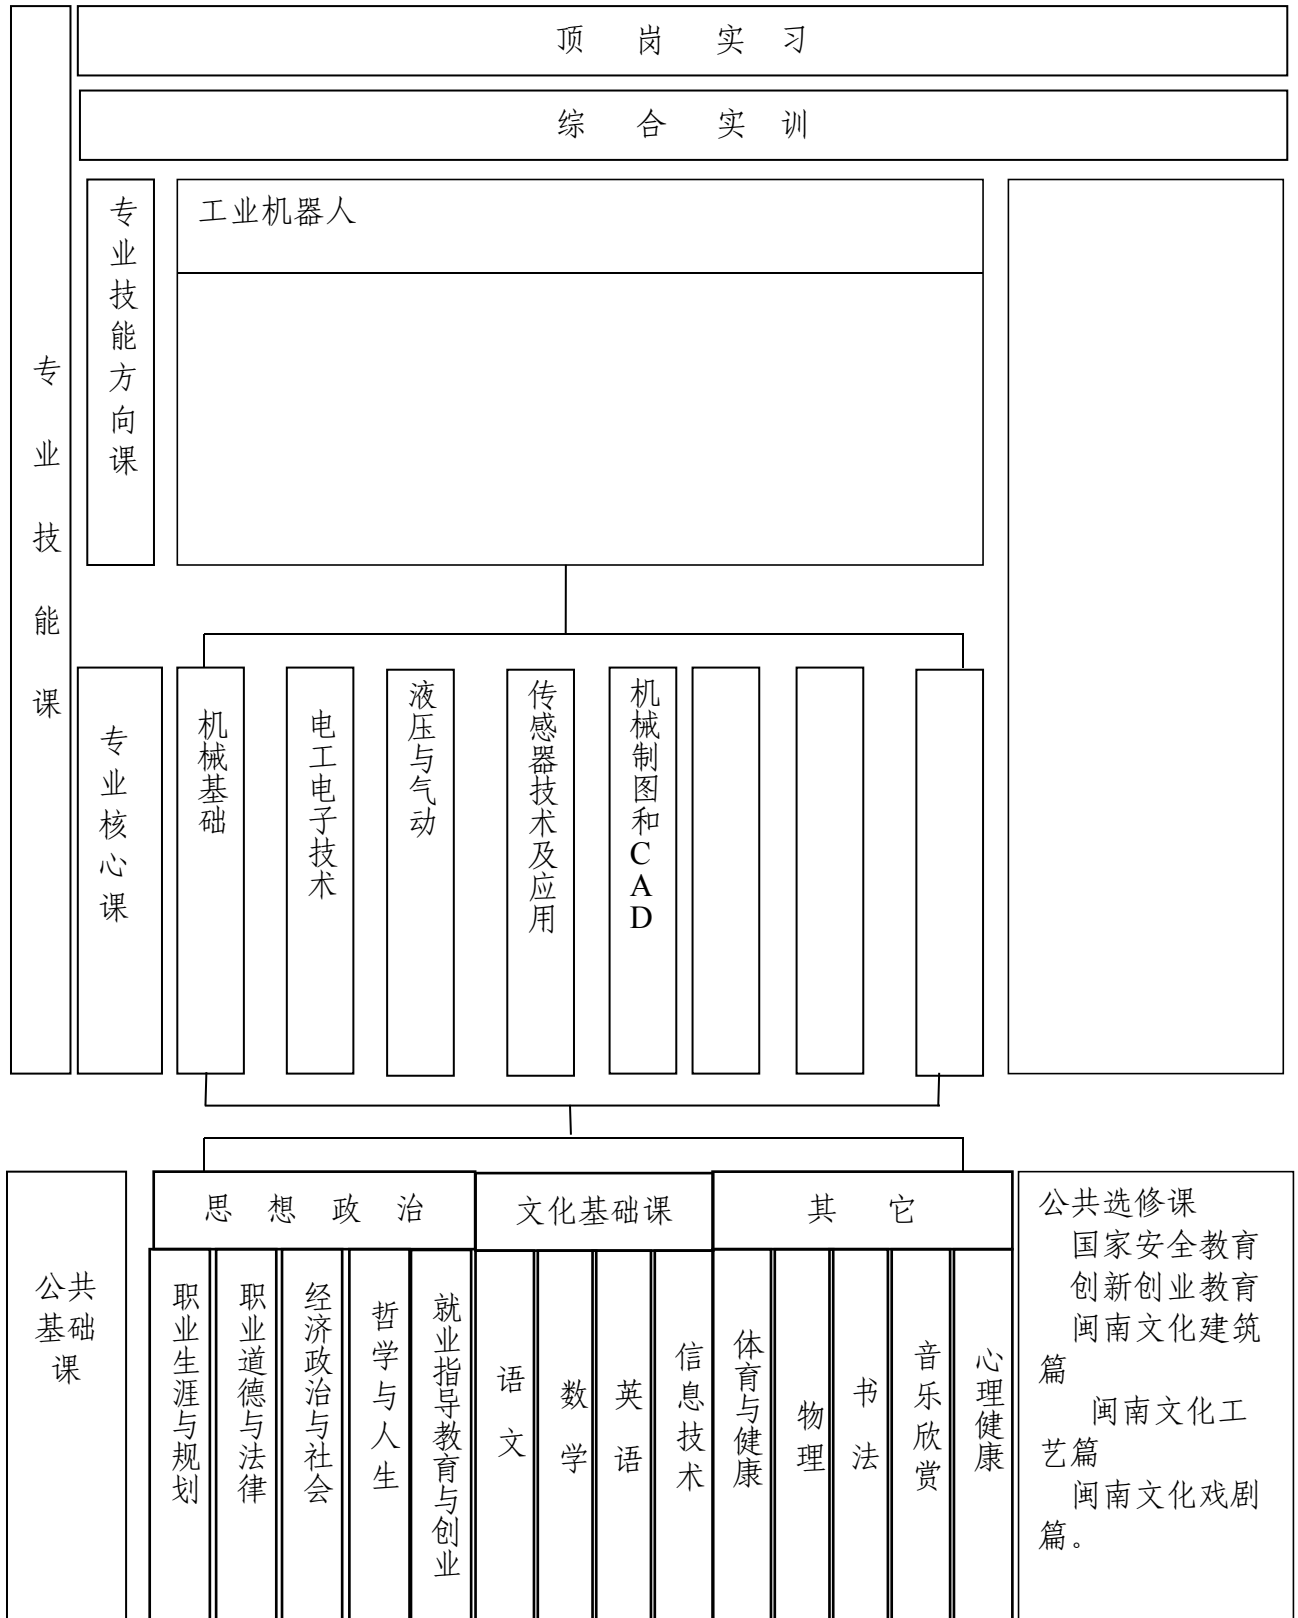 顶 岗 实 习
综 合 实 训
专业技能课
专业技能方向课
工业机器人
专业核心课
机械基础
电工电子技术
液压与气动
传感器技术及应用
机械制图和CAD
公共
基础
课
思 想 政 治
文化基础课
其 它
职业生涯与规划
职业道德与法律
经济政治与社会
哲学与人生
就业指导教育与创业
语文
数学
英语
信息技术
体育与健康
物理
书法
音乐欣赏
心理健康
公共选修课
国家安全教育
创新创业教育
闽南文化建筑
篇
闽南文化工
艺篇
闽南文化戏剧
篇。